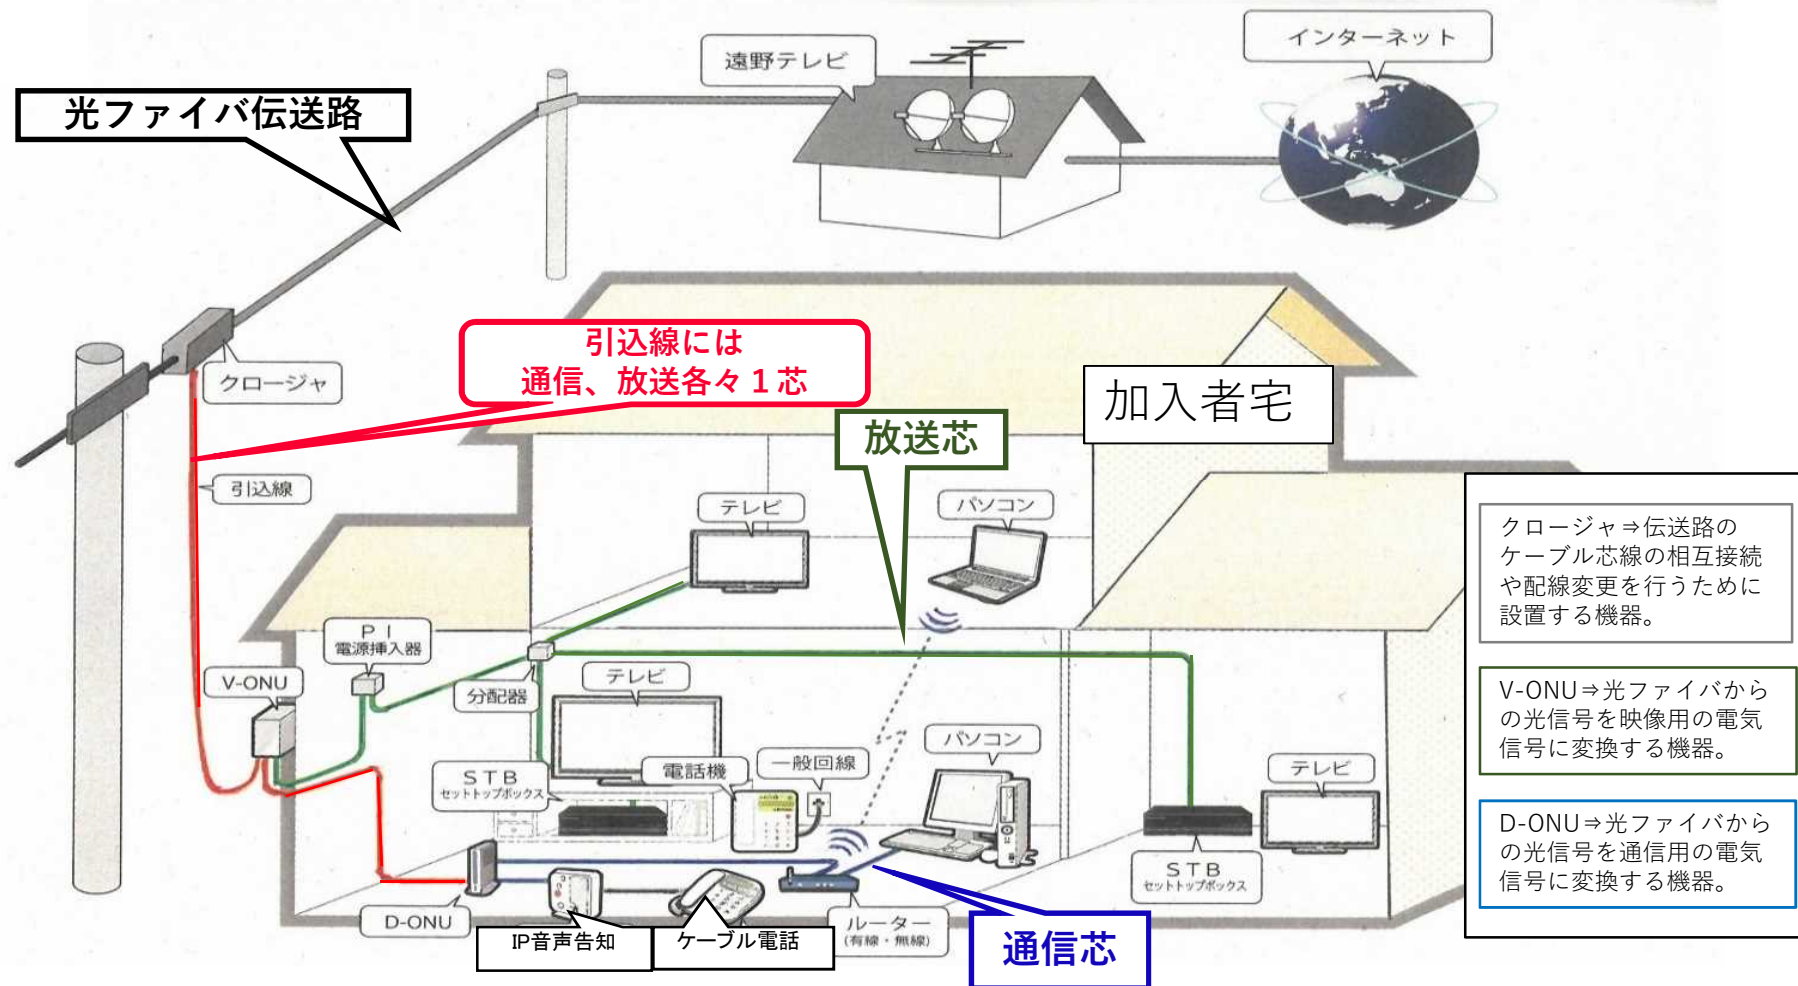 遠野テレビ
インターネット
光ファイバ伝送路
クロージャ
引込線には
通信、放送各々１芯
加入者宅
放送芯
引込線
テレビ
パソコン
クロージャ⇒伝送路の
ケーブル芯線の相互接続
や配線変更を行うために
設置する機器。
ＰＩ
電源挿入器
V-ONU
分配器
テレビ
V-ONU⇒光ファイバから
の光信号を映像用の電気
信号に変換する機器。
ＳＴＢ
セットトップボックス
電話機
一般回線
パソコン
テレビ
D-ONU⇒光ファイバから
の光信号を通信用の電気
信号に変換する機器。
ＳＴＢ
セットトップボックス
D-ONU
IP音声告知
ケーブル電話
ルーター
(有線・無線)
通信芯